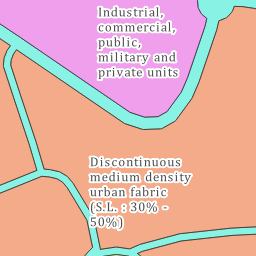 Industrial,
commercial,
public,
military and
private units
Discontinuous
medium density
urban fabric
(S.L. : 30% -
50%)